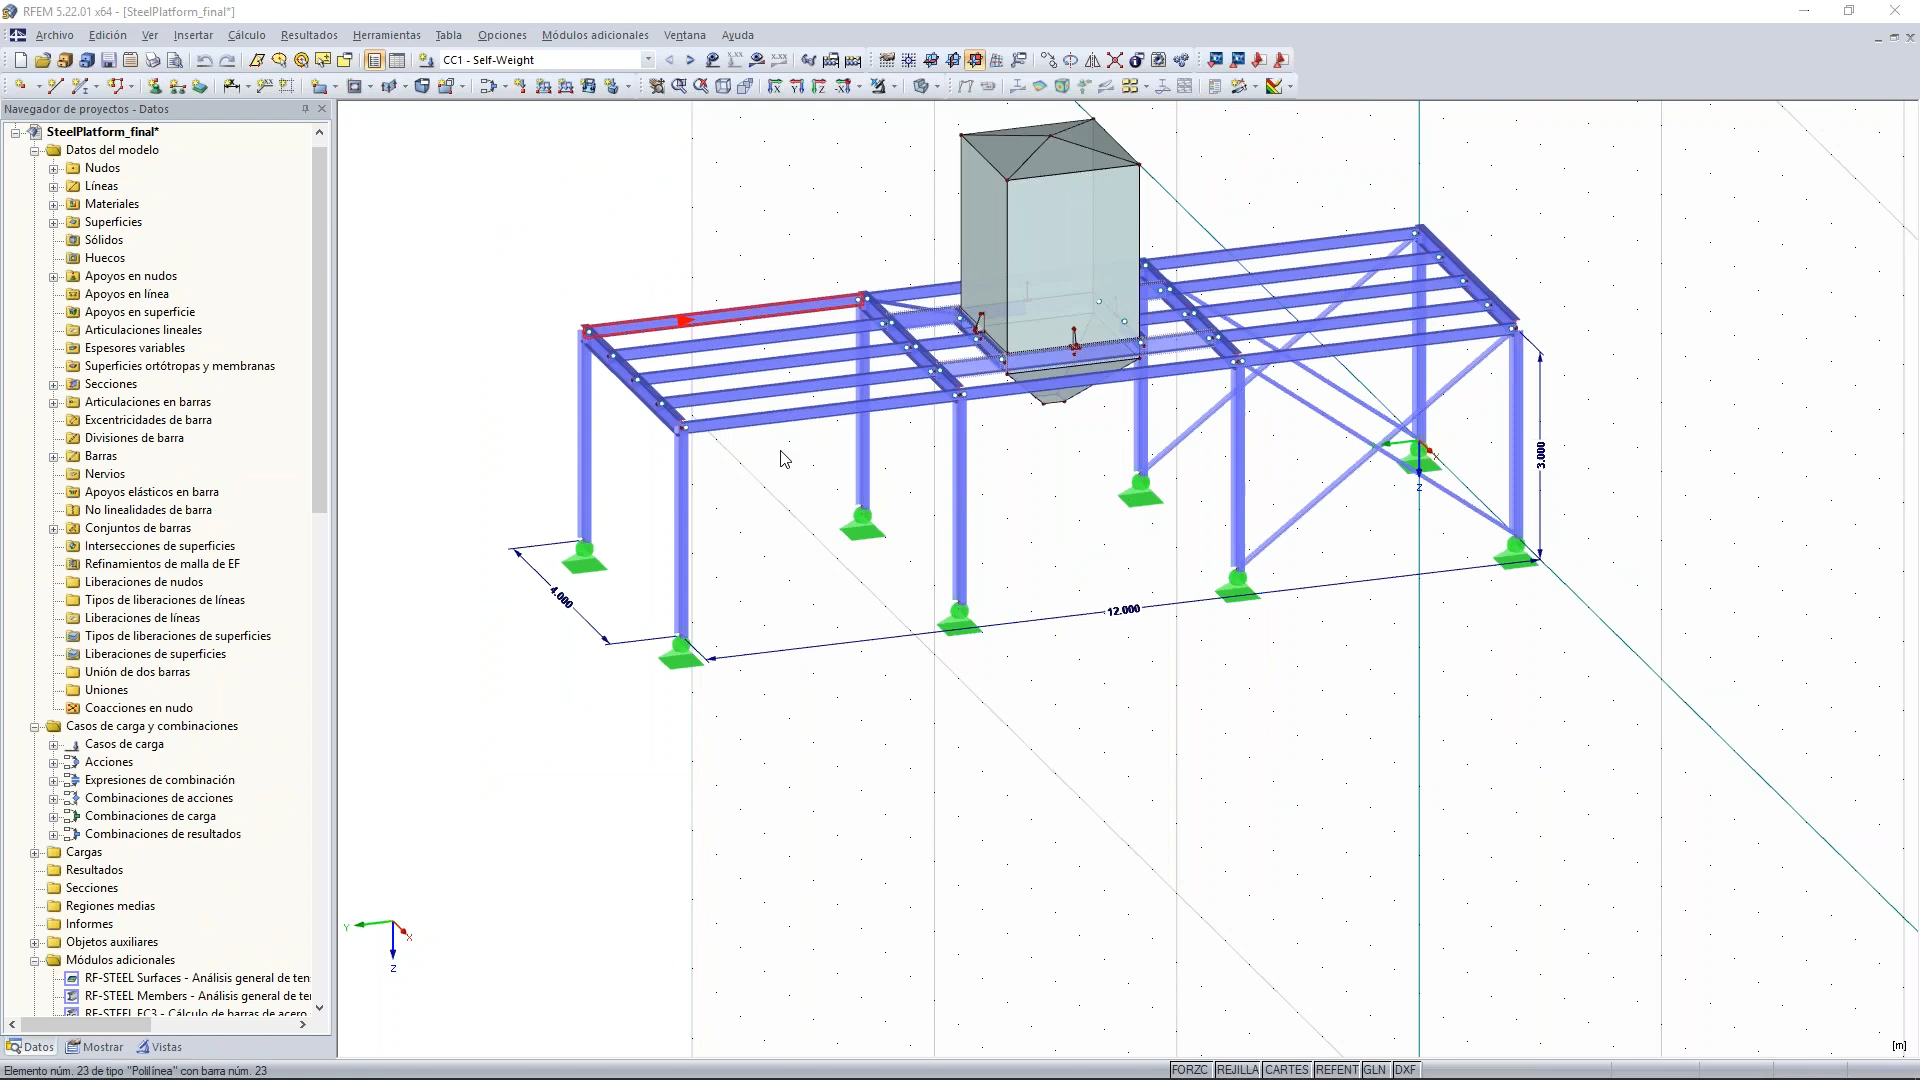 RFEM 5.22.01 x64 - [SteelPlatform_final*]
Archivo Edición Ver Insertar Cálculo Resultados Herramientas Tabla Opciones Módulos adicionales Ventana Ayuda
CC1 - Self-Weight
Navegador de proyectos - Datos
SteelPlatform_final*
Datos del modelo
Nudos
Líneas
Materiales
Superficies
Sólidos
Huecos
Apoyos en nudos
Apoyos en línea
Apoyos en superficie
Articulaciones lineales
Espesores variables
Superficies ortótropas y membranas
Secciones
Articulaciones en barras
Excentricidades de barra
Divisiones de barra
Barras
Nervios
Apoyos elásticos en barra
No linealidades de barra
Conjuntos de barras
Intersecciones de superficies
Refinamientos de malla de EF
Liberaciones de nudos
Tipos de liberaciones de líneas
Liberaciones de líneas
Tipos de liberaciones de superficies
Liberaciones de superficies
Unión de dos barras
Uniones
Coacciones en nudo
Casos de carga y combinaciones
Casos de carga
Acciones
Expresiones de combinación
Combinaciones de acciones
Combinaciones de carga
Combinaciones de resultados
Cargas
Resultados
Secciones
Regiones medias
Informes
Objetos auxiliares
Módulos adicionales
RF-STEEL Surfaces - Análisis general de ten
RF-STEEL Members - Análisis general de te
RF-STEEL EC3 - Cálculo de barras de acero
Datos Mostrar Vistas
3.000
4.000
12.000
X
Z
Y
X
Z
[m]
Elemento núm. 23 de tipo "Polilínea" con barra núm. 23
FORZC REJILLA CARTES REFENT GLN DXF